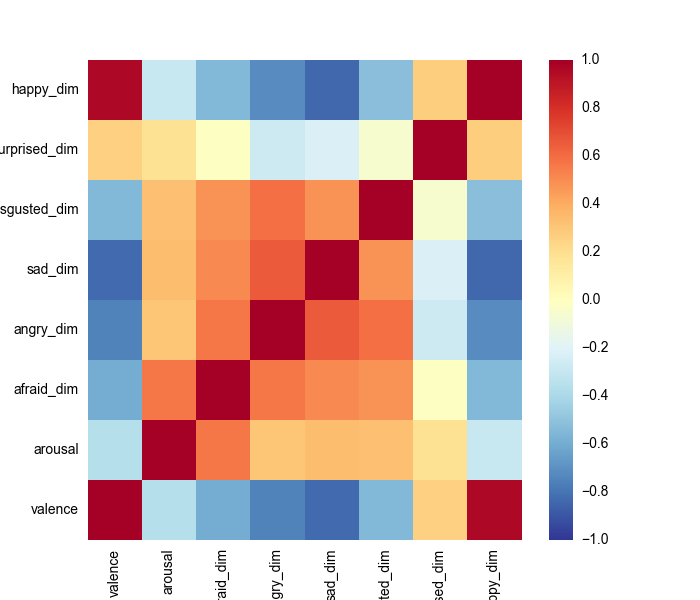 happy_dim
urprised_dim
sgusted_dim
sad_dim
angry_dim
afraid_dim
arousal
valence
1.0
0.8
0.6
0.4
0.2
0.0
−0.2
−0.4
−0.6
−0.8
−1.0
valence
arousal
raid_dim
gry_dim
sad_dim
ted_dim
sed_dim
ppy_dim